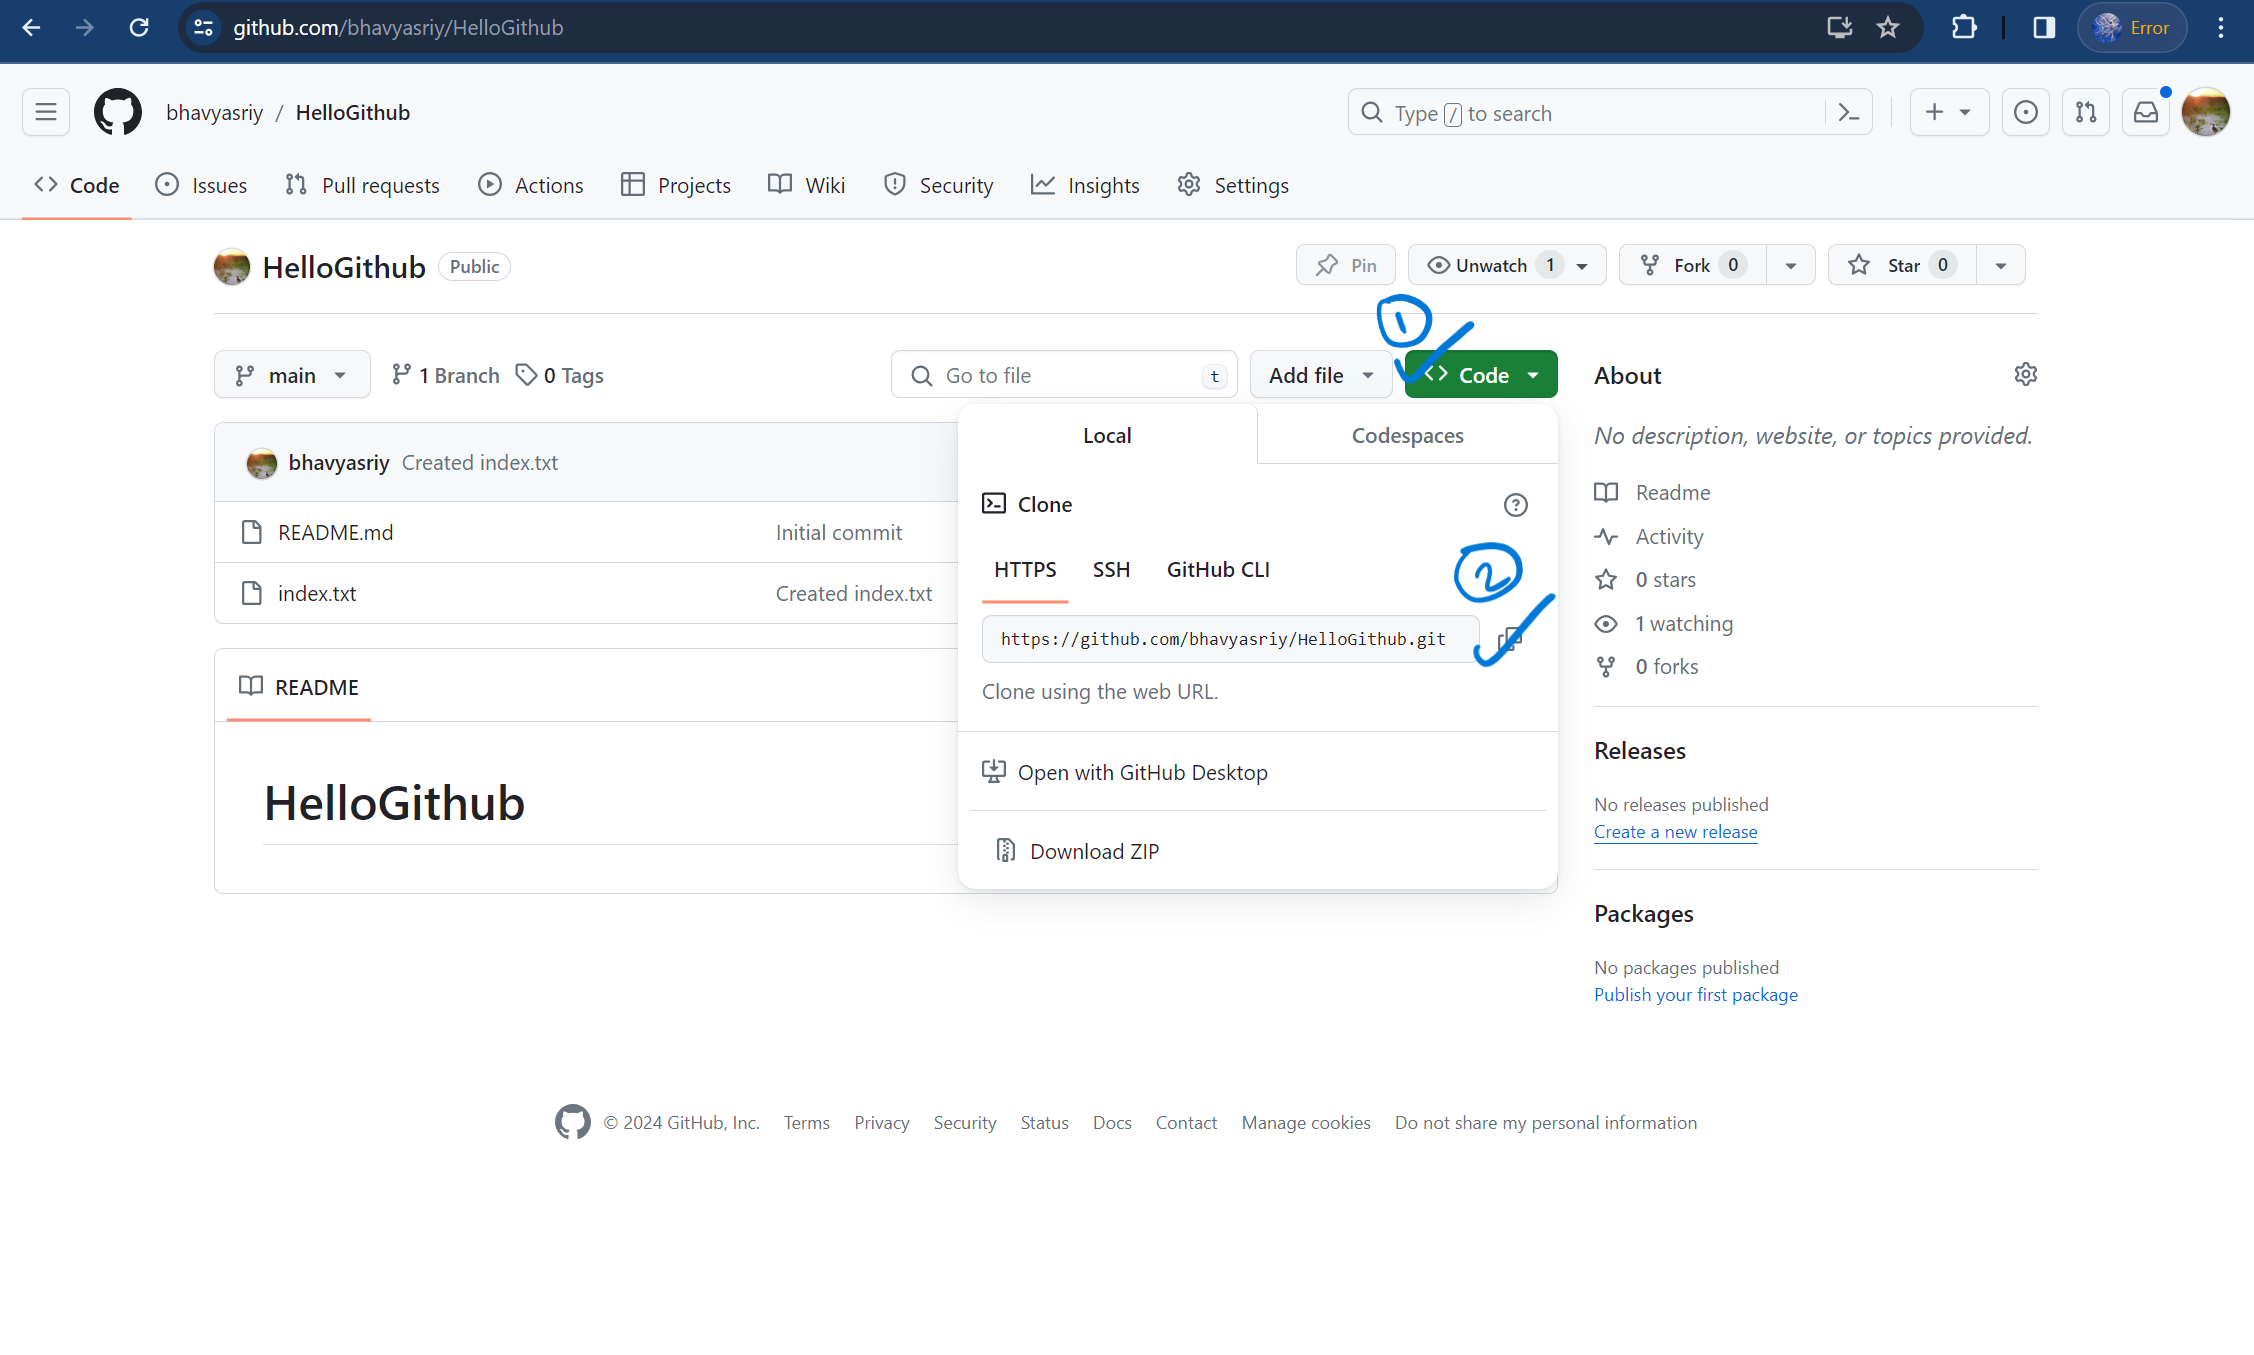 github.com/bhavyasriy/HelloGithub
Error
bhavyasriy / HelloGithub
Type / to search
Code Issues Pull requests Actions Projects Wiki Security Insights Settings
HelloGithub Public
Pin Unwatch 1 Fork 0 Star 0
1
main 1 Branch 0 Tags Go to file t Add file Code
Local Codespaces
bhavyasriy Created index.txt
Clone
README.md Initial commit
HTTPS SSH GitHub CLI
2
index.txt Created index.txt
https://github.com/bhavyasriy/HelloGithub.git
Clone using the web URL.
README
Open with GitHub Desktop
HelloGithub
Download ZIP
About
No description, website, or topics provided.
Readme
Activity
0 stars
1 watching
0 forks
Releases
No releases published
Create a new release
Packages
No packages published
Publish your first package
© 2024 GitHub, Inc. Terms Privacy Security Status Docs Contact Manage cookies Do not share my personal information